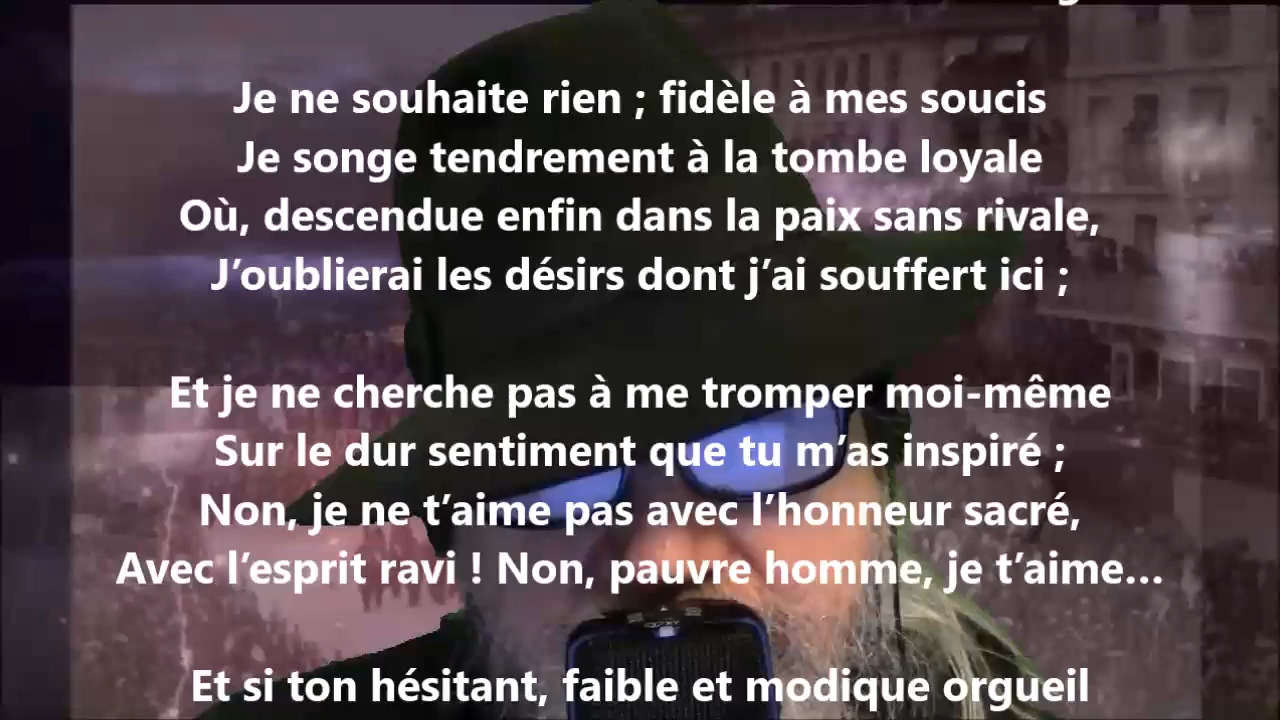 Je ne souhaite rien ; fidèle à mes soucis
Je songe tendrement à la tombe loyale
Où, descendue enfin dans la paix sans rivale,
J’oublierai les désirs dont j’ai souffert ici ;
Et je ne cherche pas à me tromper moi-même
Sur le dur sentiment que tu m’as inspiré ;
Non, je ne t’aime pas avec l’honneur sacré,
Avec l’esprit ravi ! Non, pauvre homme, je t’aime...
Et si ton hésitant, faible et modique orgueil